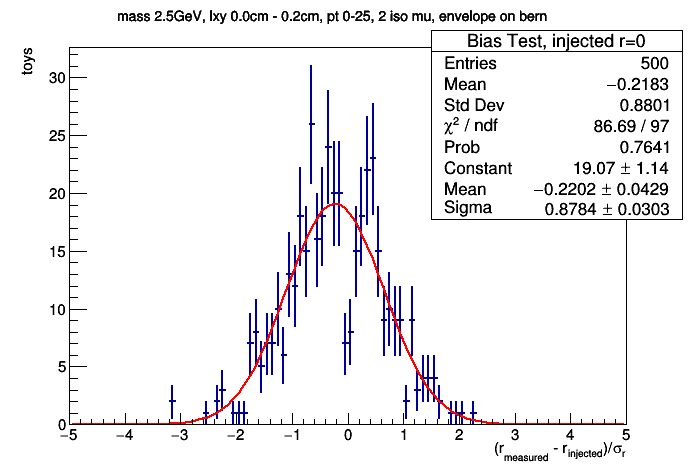 mass 2.5GeV, lxy 0.0cm - 0.2cm, pt 0-25, 2 iso mu, envelope on bern
Bias Test, injected r=0
Entries 500
Mean −0.2183
Std Dev 0.8801
χ² / ndf 86.69 / 97
Prob 0.7641
Constant 19.07 ± 1.14
Mean −0.2202 ± 0.0429
Sigma 0.8784 ± 0.0303
toys
30
25
20
15
10
5
0
−5 −4 −3 −2 −1 0 1 2 3 4 5
(r_measured - r_injected)/σ_r